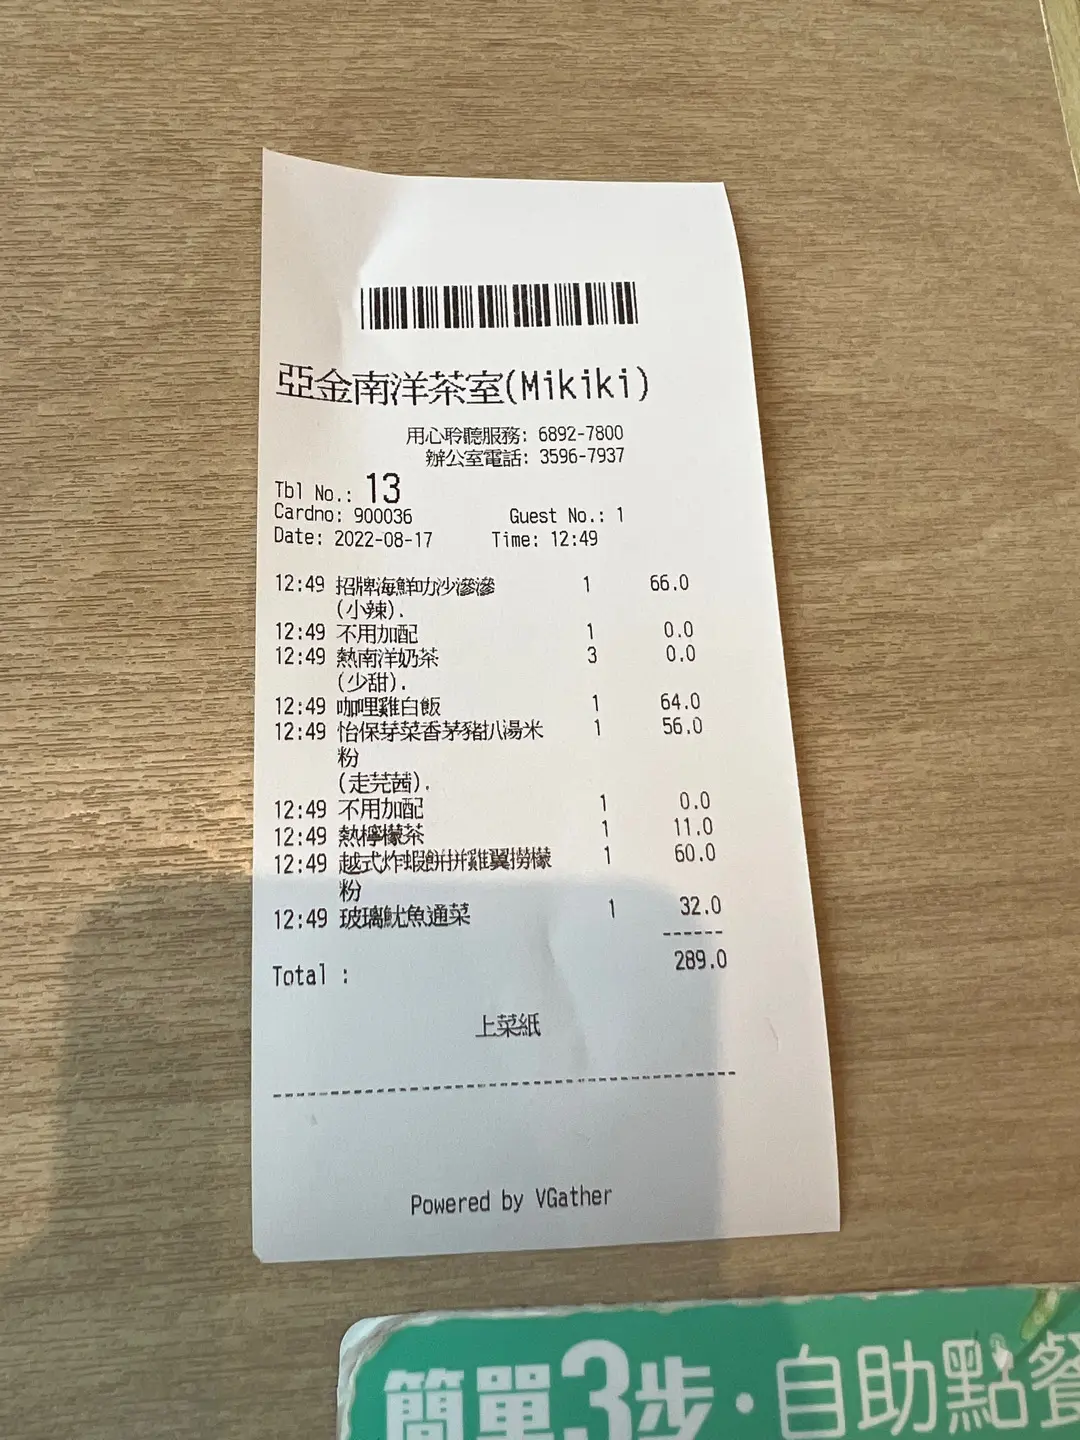 亞金南洋茶室(Mikiki)
用心聆聽服務: 6892-7800
辦公室電話: 3596-7937
Tbl No.: 13
Cardno: 900036 Guest No.: 1
Date: 2022-08-17 Time: 12:49
12:49 招牌海鮮叻沙滲滲 1 66.0
(小辣).
12:49 不用加配 1 0.0
12:49 熱南洋奶茶 3 0.0
(少甜).
12:49 咖哩雞白飯 1 64.0
12:49 怡保芽菜香茅豬扒湯米 1 56.0
粉
(走芫茜).
12:49 不用加配 1 0.0
12:49 熱檸檬茶 1 11.0
12:49 越式炸蝦餅拼雞翼撈檬 1 60.0
粉
12:49 玻璃魷魚通菜 1 32.0
------
Total : 289.0
上菜紙
Powered by VGather
簡單3步·自助點餐